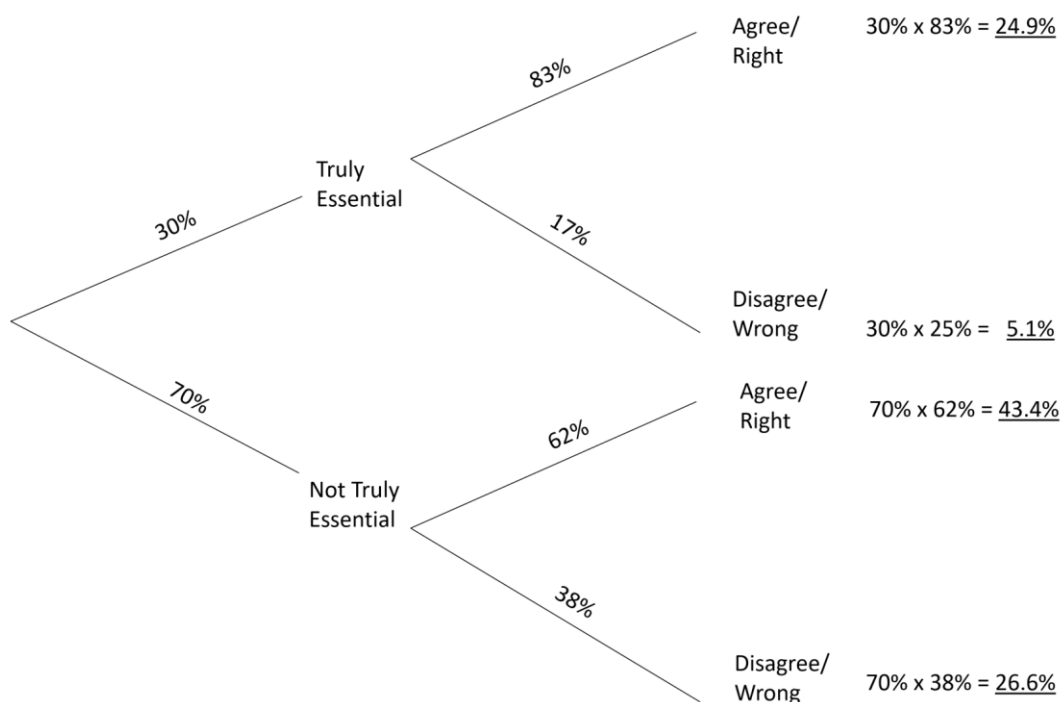 Agree/
Right
30% x 83% = 24.9%
83%
Truly
Essential
30%
17%
Disagree/
Wrong
30% x 25% = 5.1%
70%
Agree/
Right
70% x 62% = 43.4%
62%
Not Truly
Essential
38%
Disagree/
Wrong
70% x 38% = 26.6%